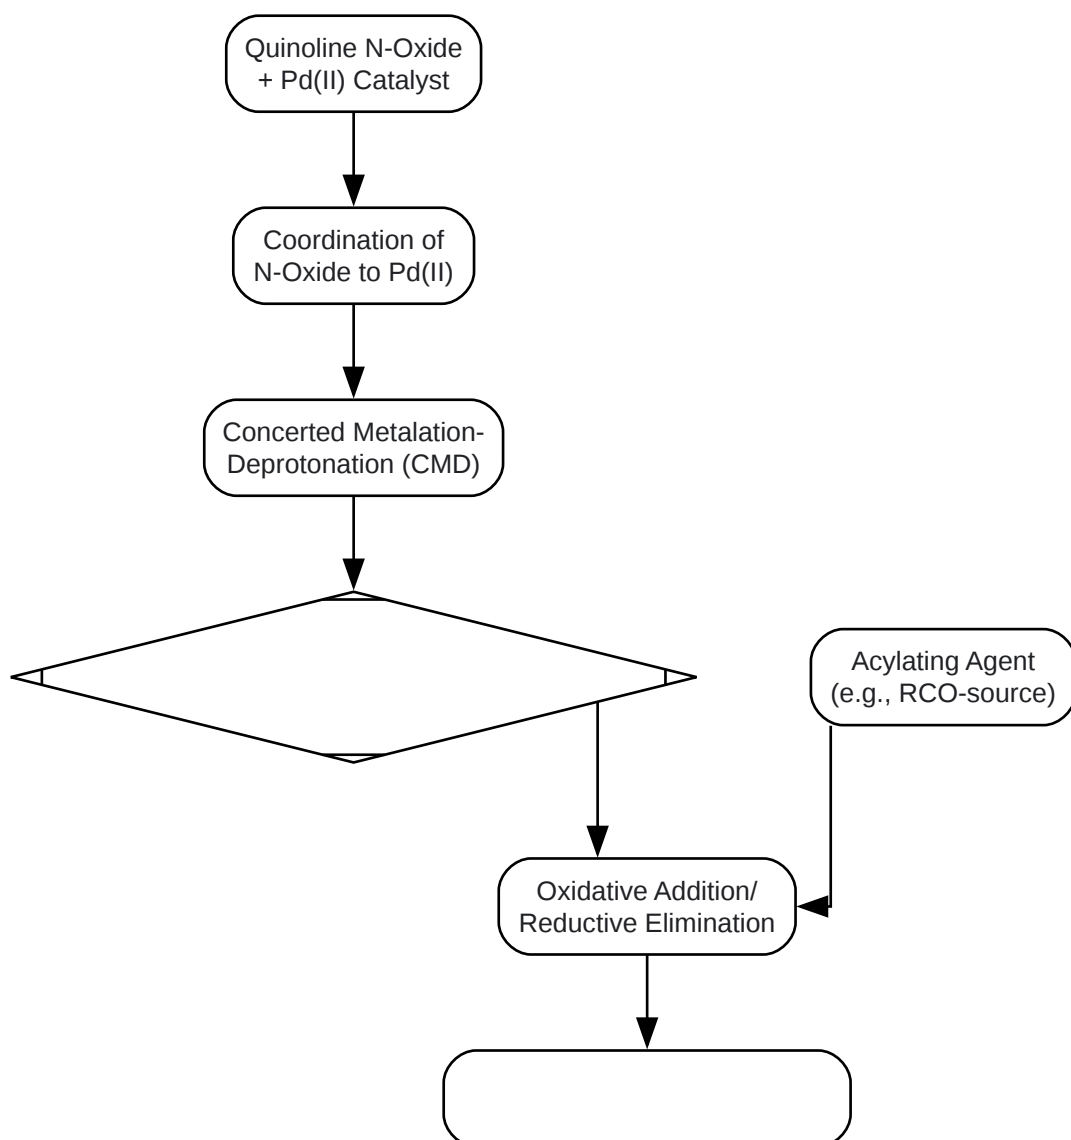 Quinoline N-Oxide
+ Pd(II) Catalyst
Coordination of
N-Oxide to Pd(II)
Concerted Metalation-
Deprotonation (CMD)
Acylating Agent
(e.g., RCO-source)
Oxidative Addition/
Reductive Elimination